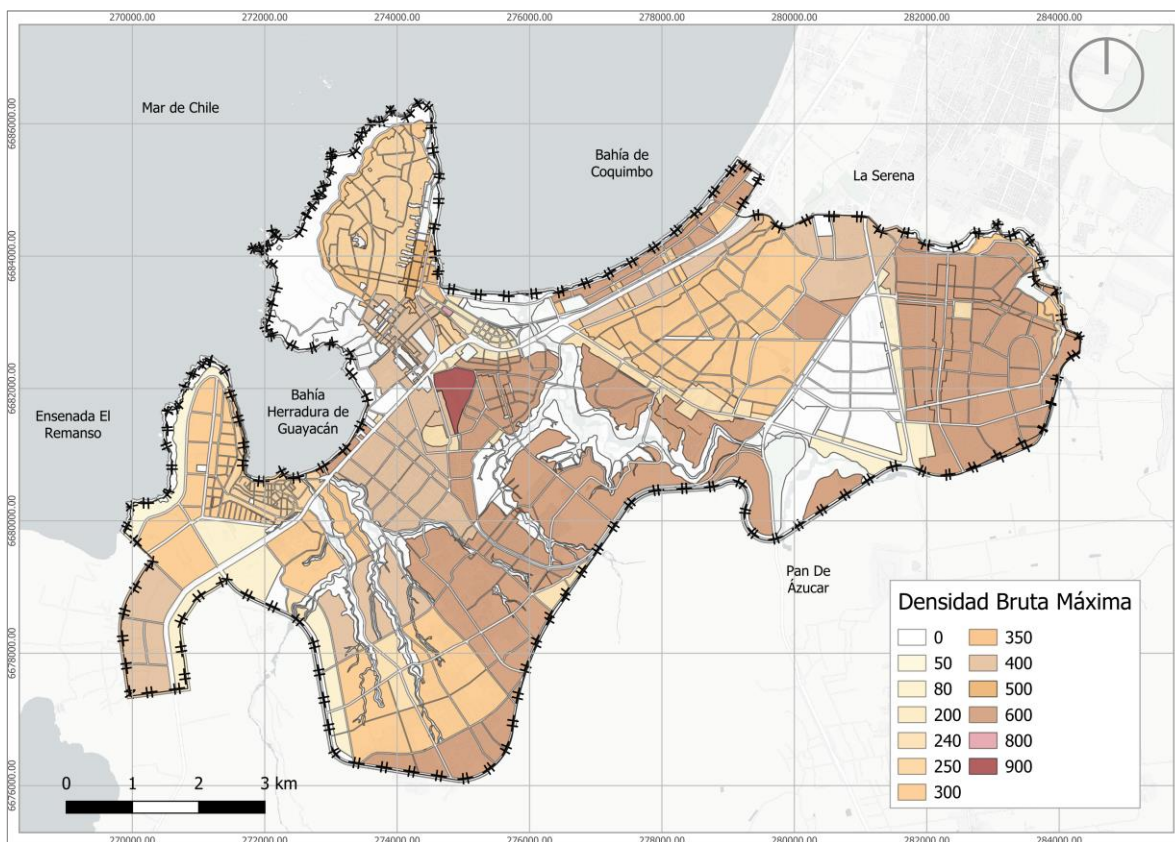 270000.00 272000.00 274000.00 276000.00 278000.00 280000.00 282000.00 284000.00
6686000.00
6684000.00
6682000.00
6680000.00
6678000.00
6676000.00
Mar de Chile
Bahía de
Coquimbo
La Serena
Bahía
Herradura de
Guayacán
Ensenada El
Remanso
Pan De
Ázucar
Densidad Bruta Máxima
0
50
80
200
240
250
300
350
400
500
600
800
900
0 1 2 3 km
270000.00 272000.00 274000.00 276000.00 278000.00 280000.00 282000.00 284000.00